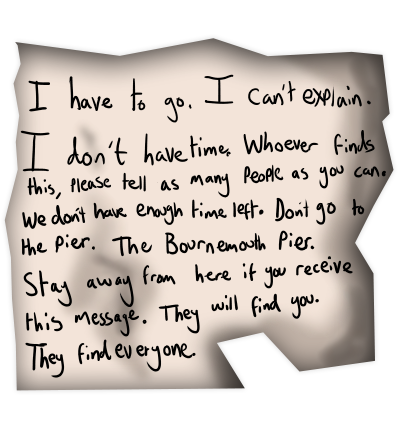 I have to go. I can't explain.
I don't have time. Whoever finds
this, Please tell as many People as you can.
We don't have enough time left. Don't go to
the Pier. The Bournemouth Pier.
Stay away from here if you receive
this message. They will find you.
They find everyone.